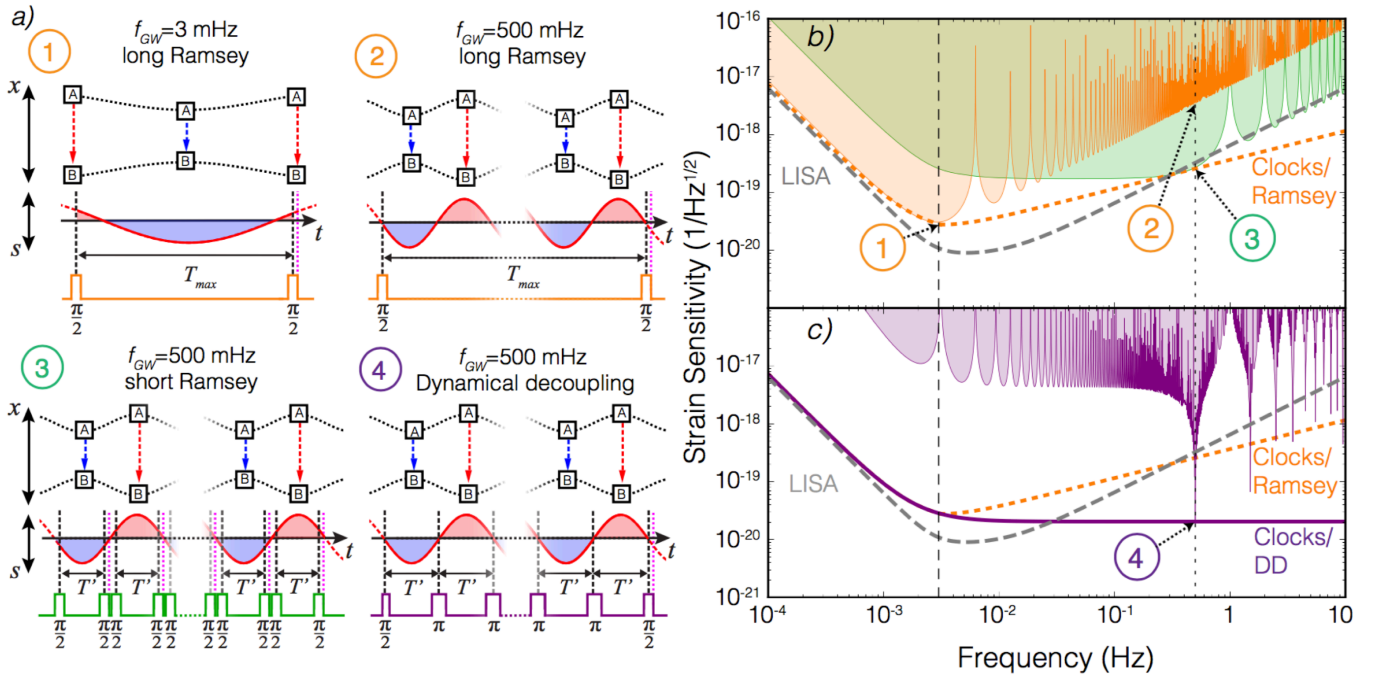 a)
1
f_GW=3 mHz
long Ramsey
x
A
A
A
B
B
B
s
t
T_max
π/2
π/2
2
f_GW=500 mHz
long Ramsey
A
A
A
A
B
B
B
B
t
T_max
π/2
π/2
3
f_GW=500 mHz
short Ramsey
x
A
A
A
A
B
B
B
B
s
t
T’ T’ T’ T’
π/2 π/2 π/2 π/2 π/2 π/2 π/2 π/2 π/2 π/2
4
f_GW=500 mHz
Dynamical decoupling
A
A
A
A
B
B
B
B
t
T’ T’ T’ T’
π/2 π π π π π/2
Strain Sensitivity (1/Hz^1/2)
10^-16
10^-17
10^-18
10^-19
10^-20
b)
LISA
Clocks/
Ramsey
1
2
3
10^-17
10^-18
10^-19
10^-20
10^-21
c)
LISA
Clocks/
Ramsey
4
Clocks/
DD
10^-4 10^-3 10^-2 10^-1 1 10
Frequency (Hz)